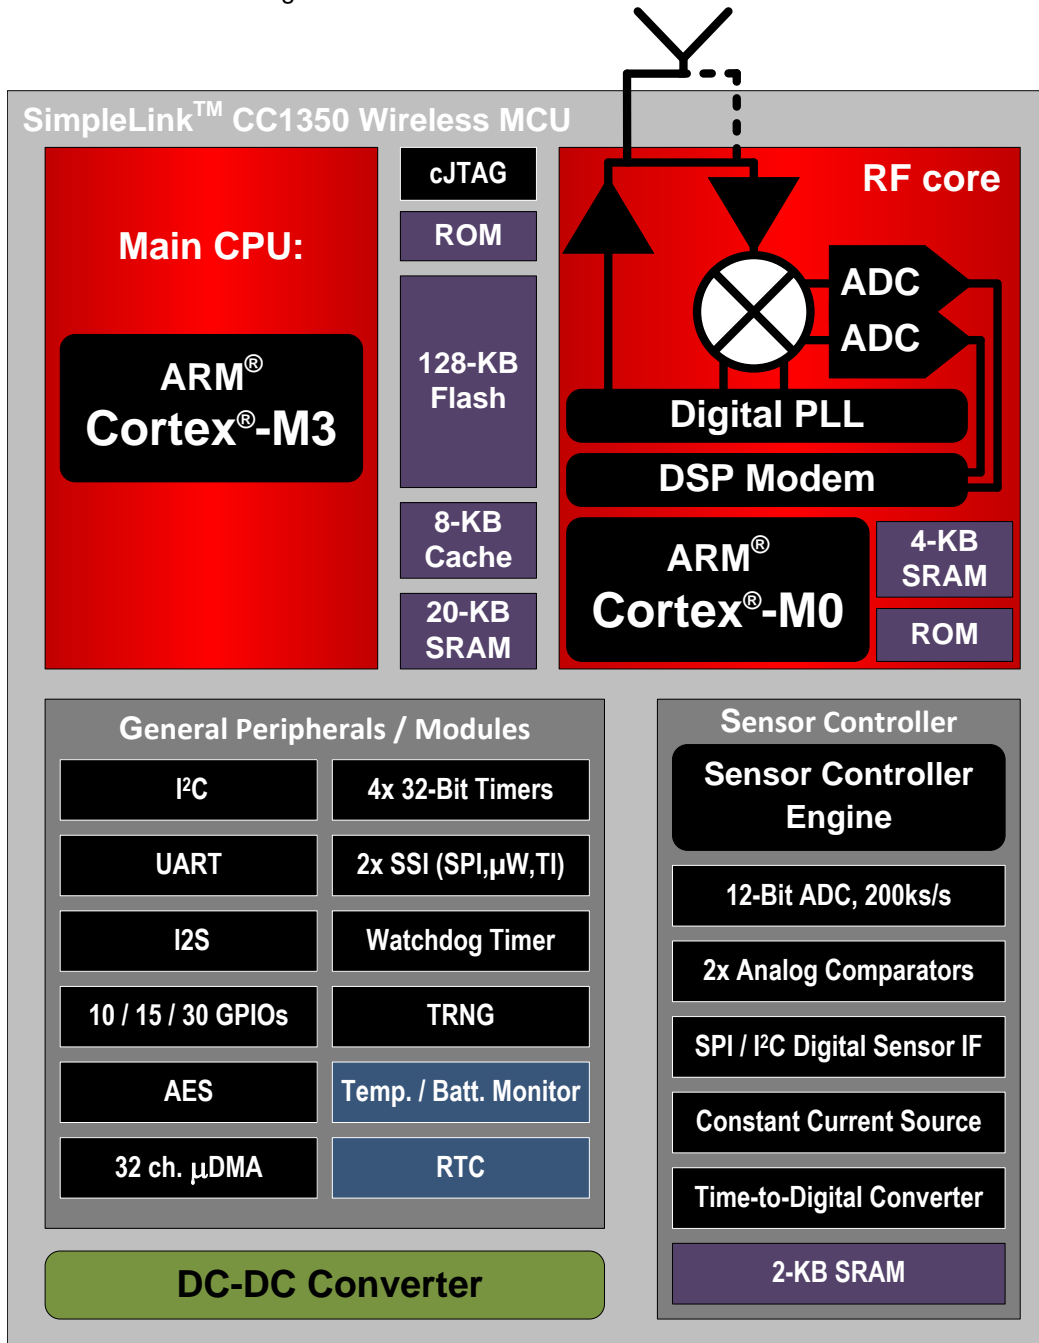 SimpleLink™ CC1350 Wireless MCU
Main CPU:
ARM®
Cortex®-M3
cJTAG
ROM
128-KB
Flash
8-KB
Cache
20-KB
SRAM
RF core
ADC
ADC
Digital PLL
DSP Modem
ARM®
Cortex®-M0
4-KB
SRAM
ROM
General Peripherals / Modules
I²C
4x 32-Bit Timers
UART
2x SSI (SPI,µW,TI)
I2S
Watchdog Timer
10 / 15 / 30 GPIOs
TRNG
AES
Temp. / Batt. Monitor
32 ch. µDMA
RTC
Sensor Controller
Sensor Controller
Engine
12-Bit ADC, 200ks/s
2x Analog Comparators
SPI / I²C Digital Sensor IF
Constant Current Source
Time-to-Digital Converter
2-KB SRAM
DC-DC Converter